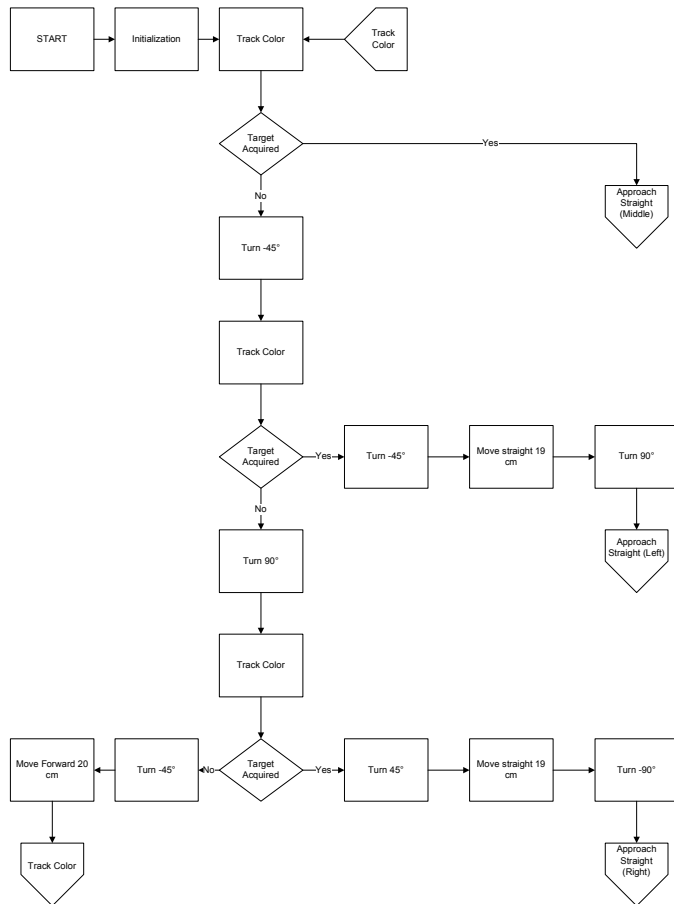 START
Initialization
Track Color
Track
Color
Target
Acquired
Yes
Approach
Straight
(Middle)
No
Turn -45°
Track Color
Target
Acquired
Yes
Turn -45°
Move straight 19
cm
Turn 90°
No
Approach
Straight (Left)
Turn 90°
Track Color
Move Forward 20
cm
Turn -45°
No
Target
Acquired
Yes
Turn 45°
Move straight 19
cm
Turn -90°
Track Color
Approach
Straight
(Right)